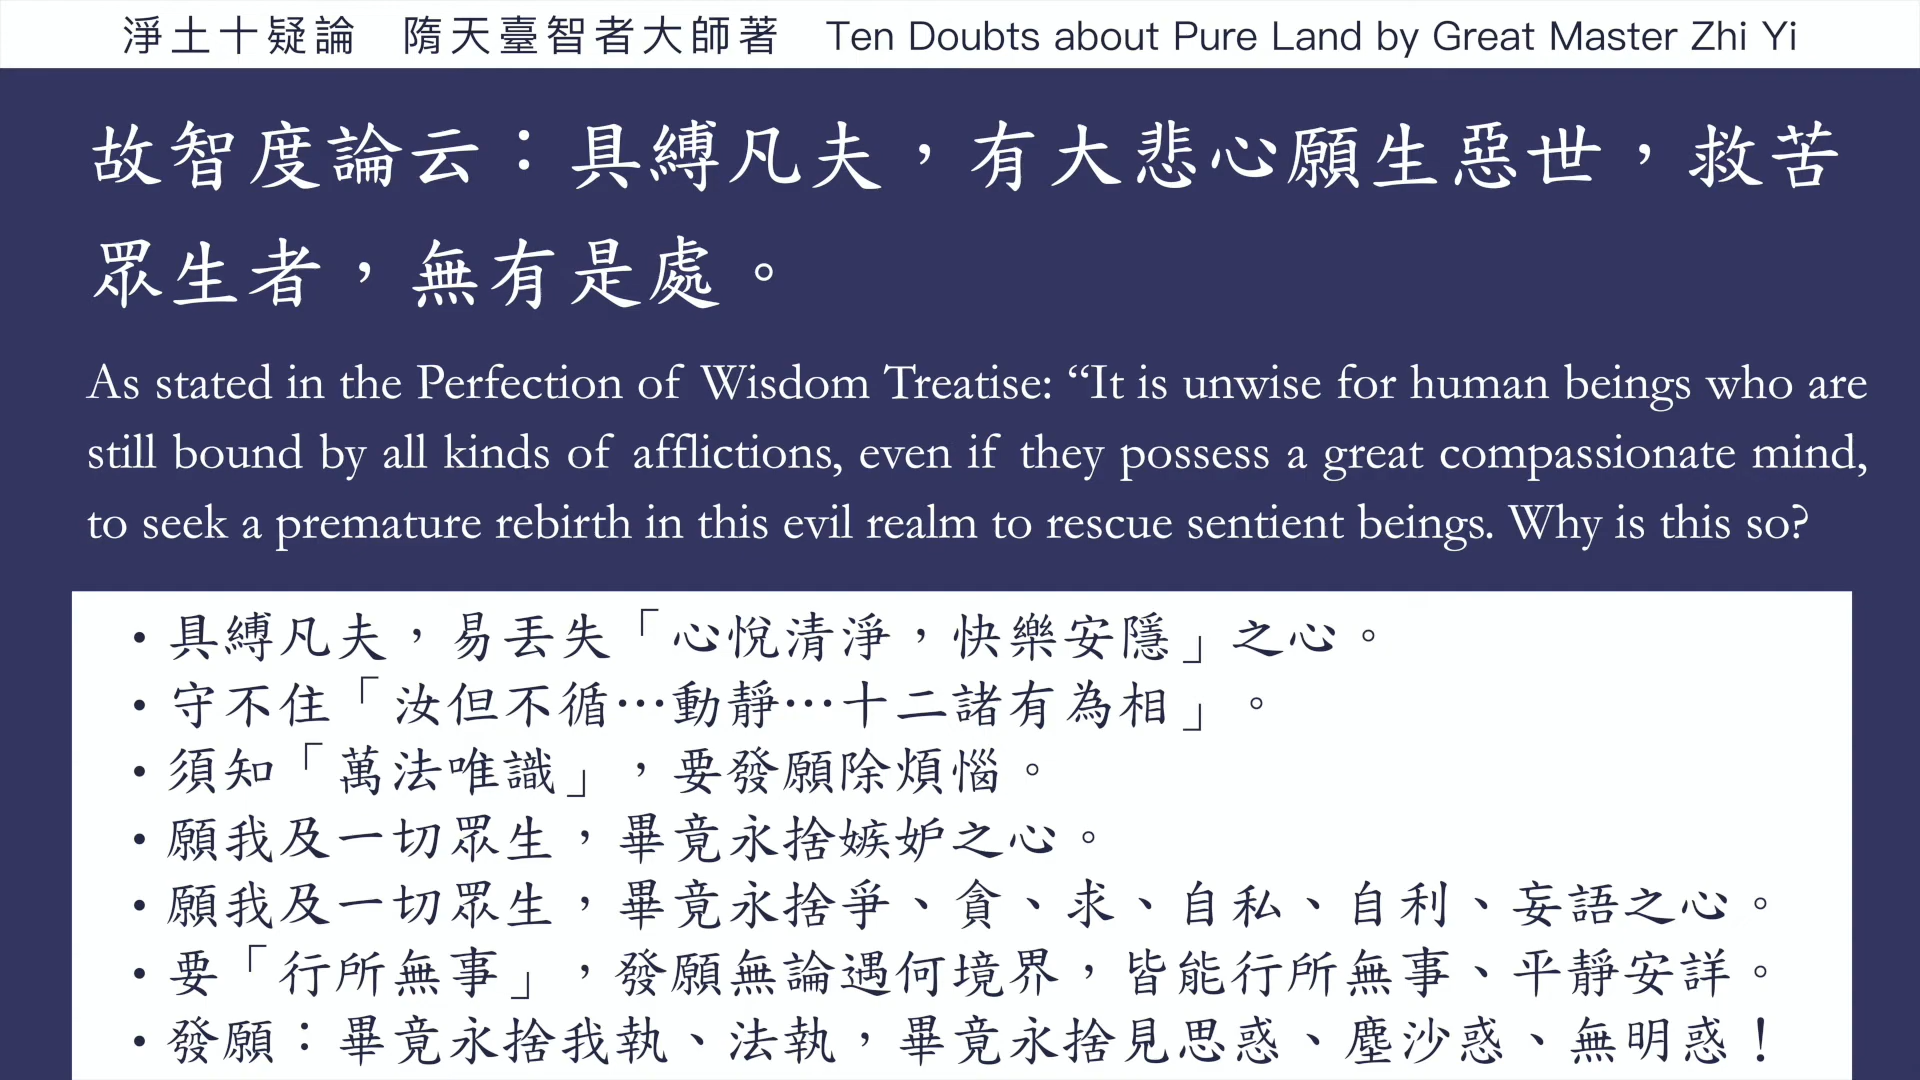 淨土十疑論　隋天臺智者大師著　Ten Doubts about Pure Land by Great Master Zhi Yi
故智度論云：具縛凡夫，有大悲心願生惡世，救苦
眾生者，無有是處。
As stated in the Perfection of Wisdom Treatise: “It is unwise for human beings who are
still bound by all kinds of afflictions, even if they possess a great compassionate mind,
to seek a premature rebirth in this evil realm to rescue sentient beings. Why is this so?
•具縛凡夫，易丟失「心悅清淨，快樂安隱」之心。
•守不住「汝但不循…動靜…十二諸有為相」。
•須知「萬法唯識」，要發願除煩惱。
•願我及一切眾生，畢竟永捨嫉妒之心。
•願我及一切眾生，畢竟永捨爭、貪、求、自私、自利、妄語之心。
•要「行所無事」，發願無論遇何境界，皆能行所無事、平靜安詳。
•發願：畢竟永捨我執、法執，畢竟永捨見思惑、塵沙惑、無明惑！